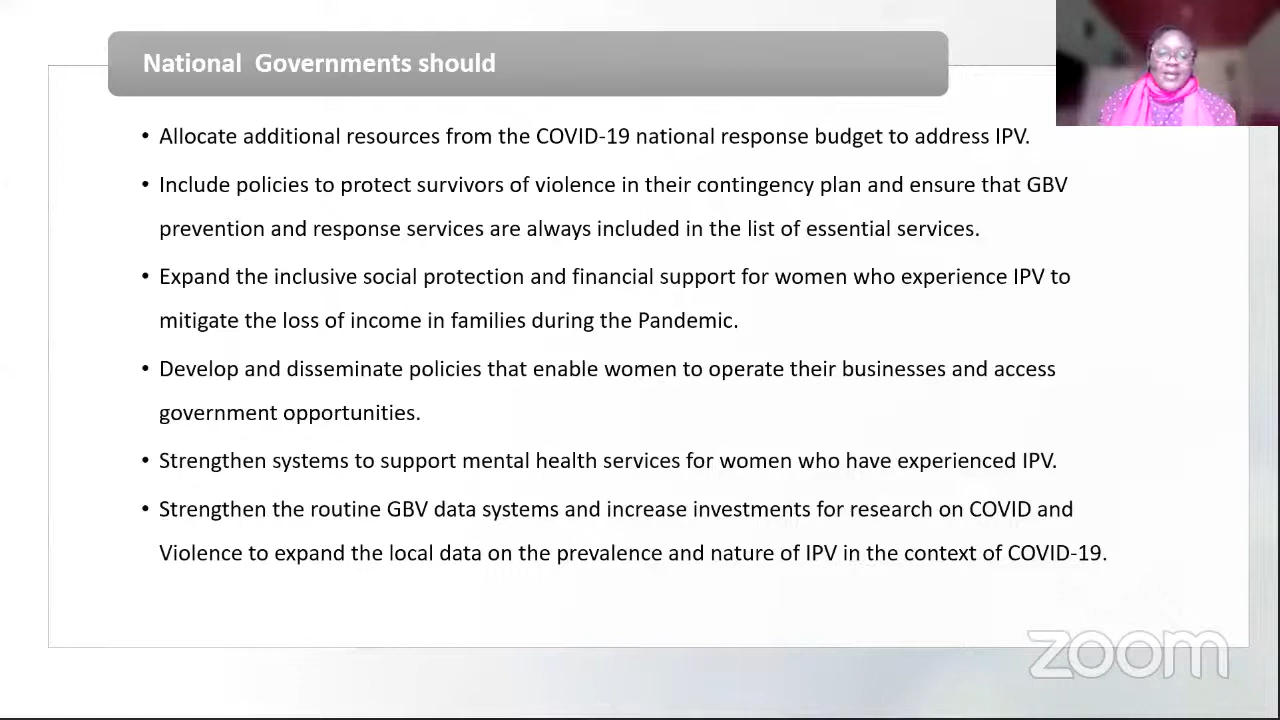 National  Governments should
• Allocate additional resources from the COVID-19 national response budget to address IPV.
• Include policies to protect survivors of violence in their contingency plan and ensure that GBV
prevention and response services are always included in the list of essential services.
• Expand the inclusive social protection and financial support for women who experience IPV to
mitigate the loss of income in families during the Pandemic.
• Develop and disseminate policies that enable women to operate their businesses and access
government opportunities.
• Strengthen systems to support mental health services for women who have experienced IPV.
• Strengthen the routine GBV data systems and increase investments for research on COVID and
Violence to expand the local data on the prevalence and nature of IPV in the context of COVID-19.
zoom